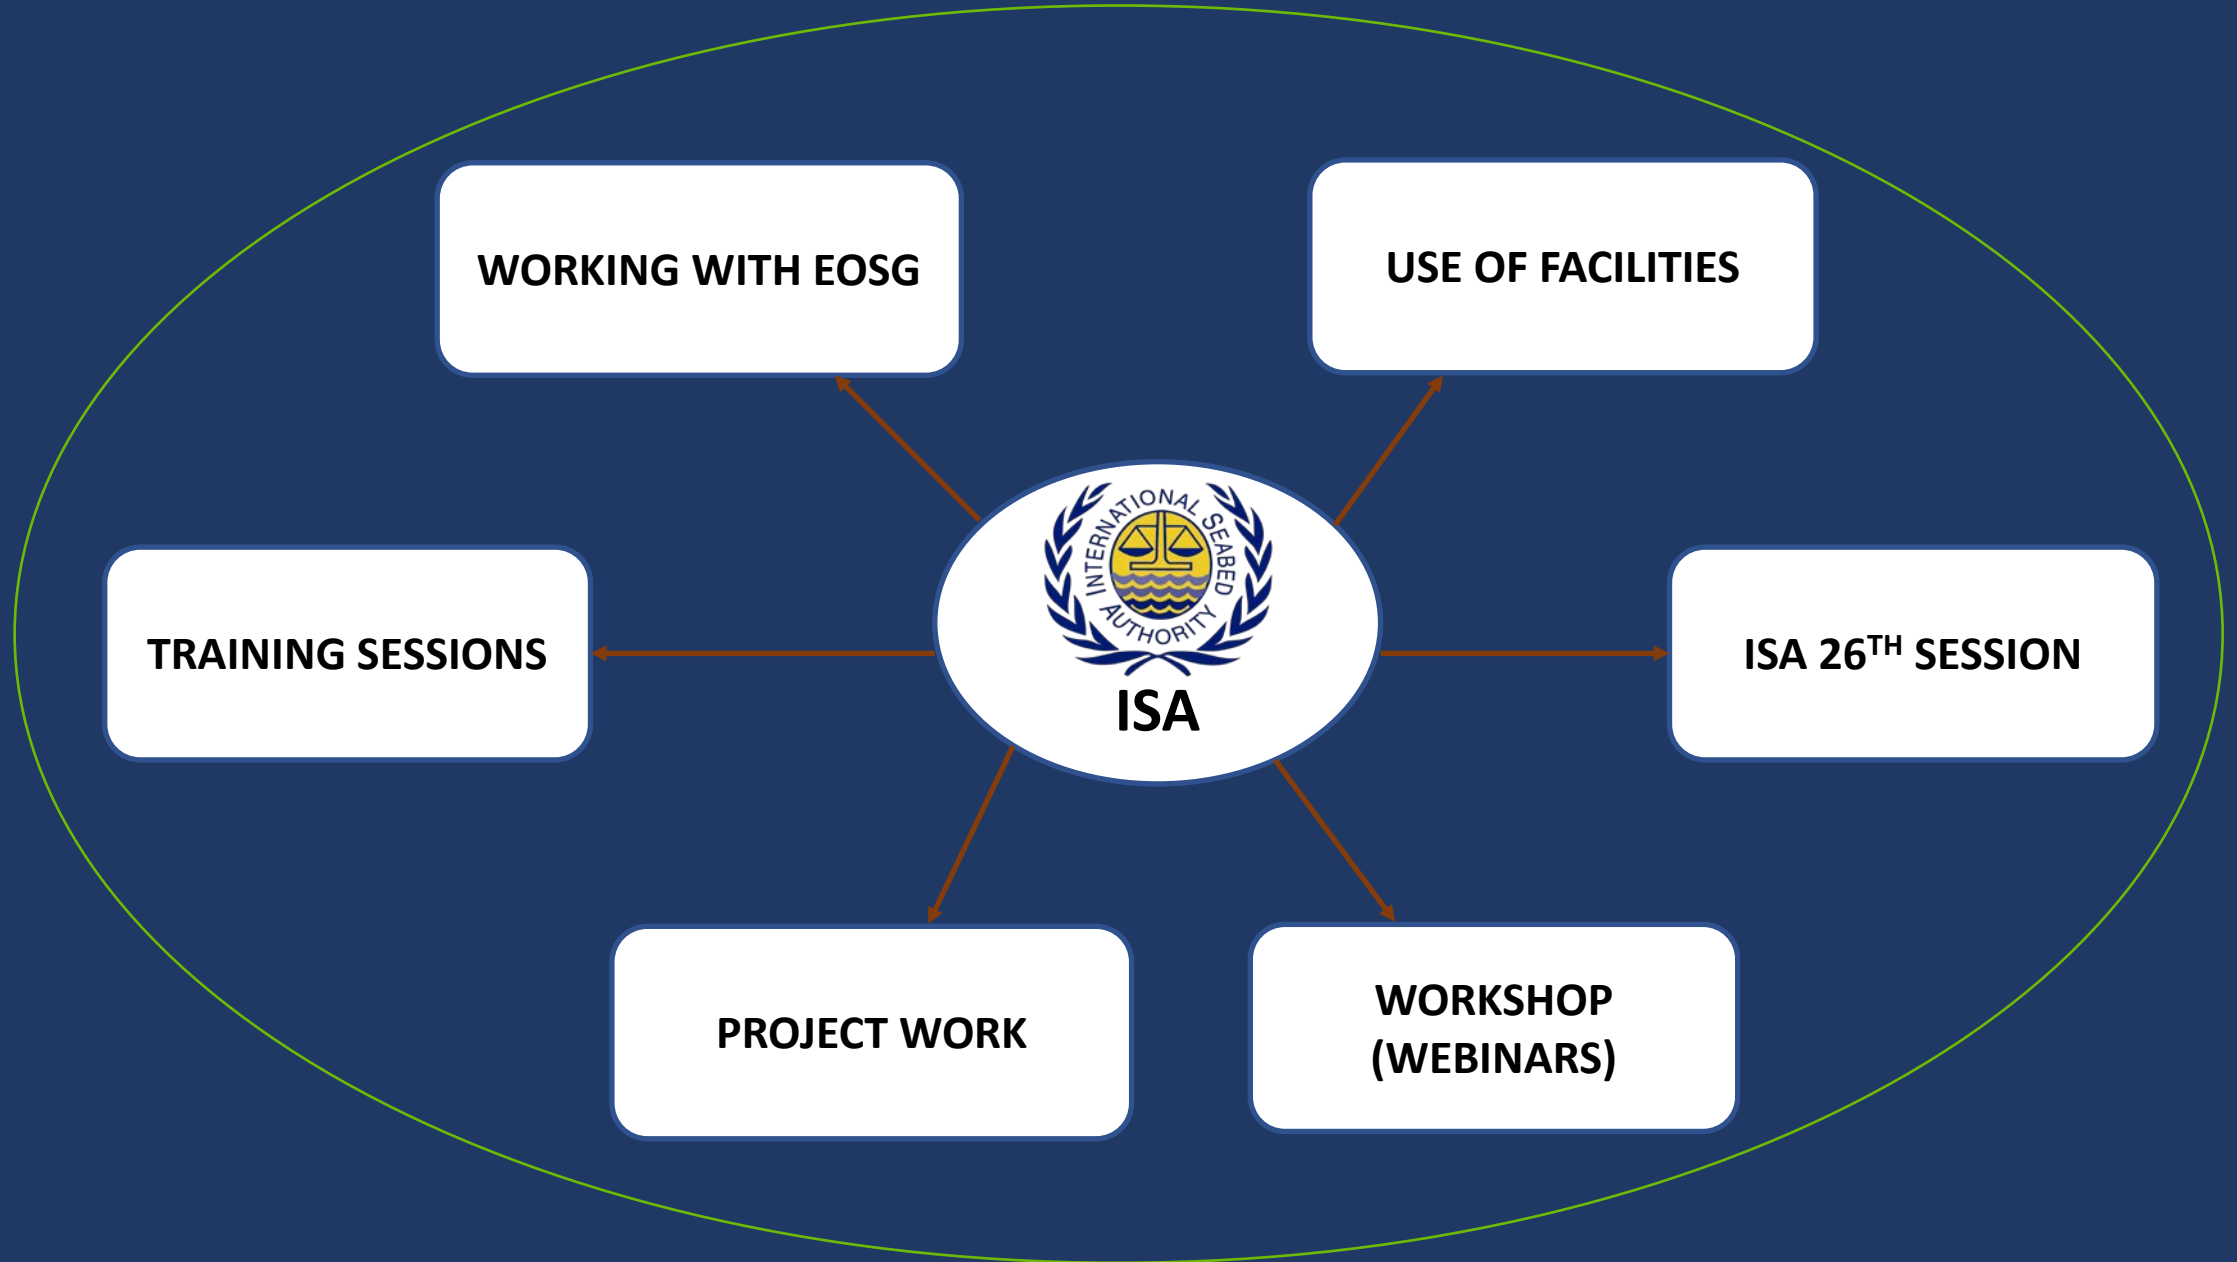 WORKING WITH EOSG
USE OF FACILITIES
INTERNATIONAL SEABED
AUTHORITY
ISA
TRAINING SESSIONS
ISA 26TH SESSION
PROJECT WORK
WORKSHOP
(WEBINARS)